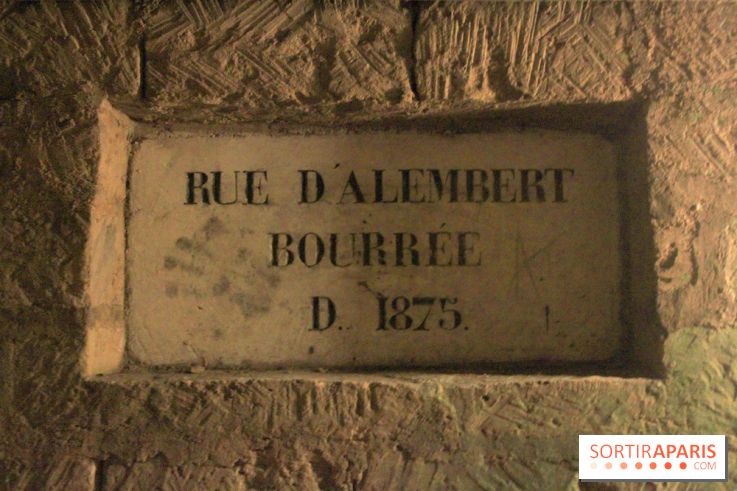 RUE D'ALEMBERT
BOURRÉE
D.. 1875.
SORTIRAPARIS
.COM